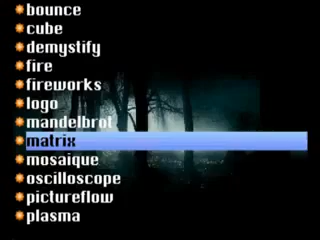 bounce
cube
demystify
fire
fireworks
logo
mandelbrot
matrix
mosaique
oscilloscope
pictureflow
plasma